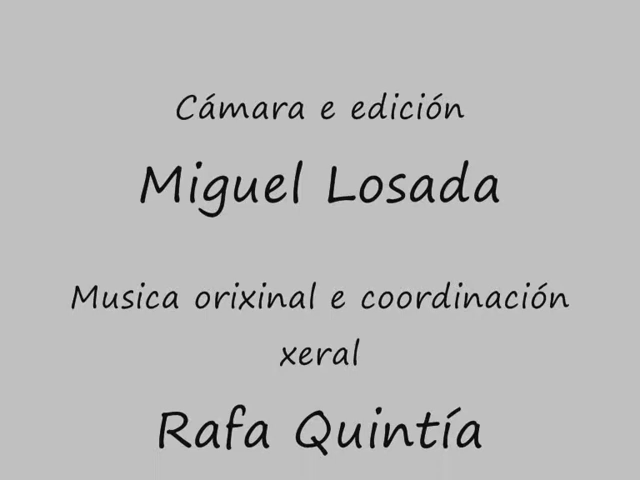 Cámara e edición
Miguel Losada
Musica orixinal e coordinación
xeral
Rafa Quintía